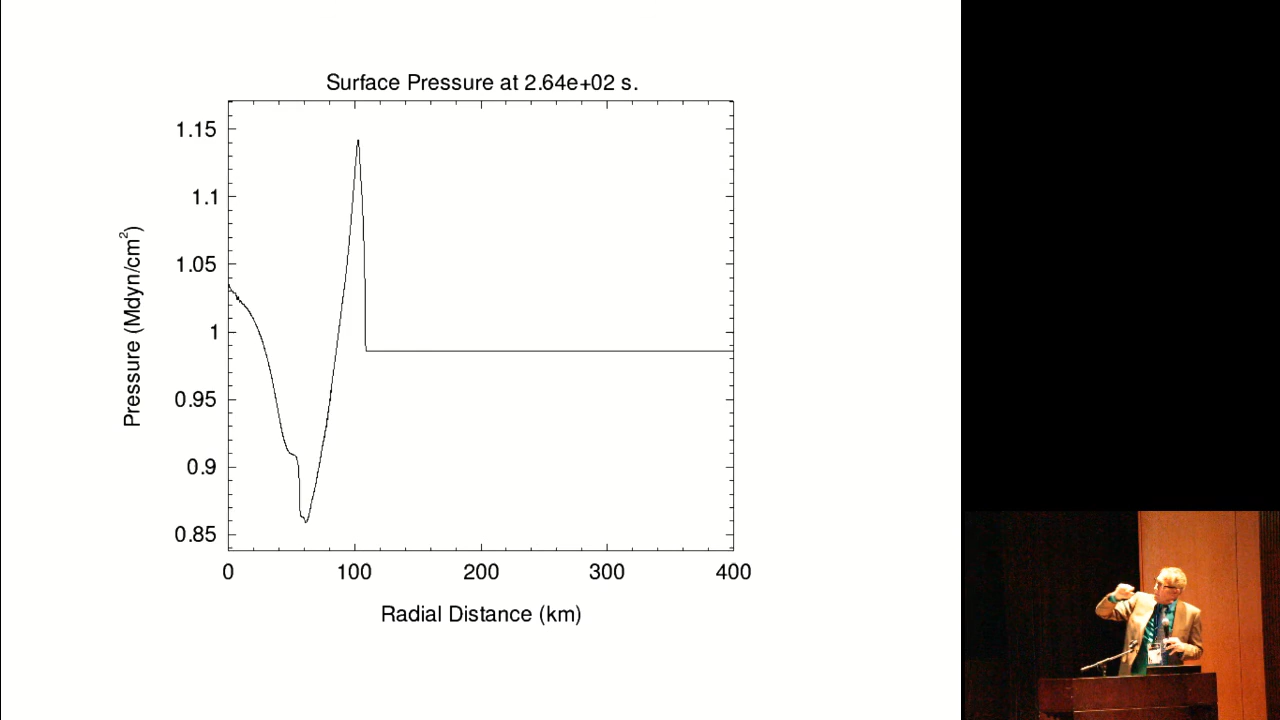 Surface Pressure at 2.64e+02 s.
1.15
1.1
1.05
1
0.95
0.9
0.85
Pressure (Mdyn/cm²)
0 100 200 300 400
Radial Distance (km)